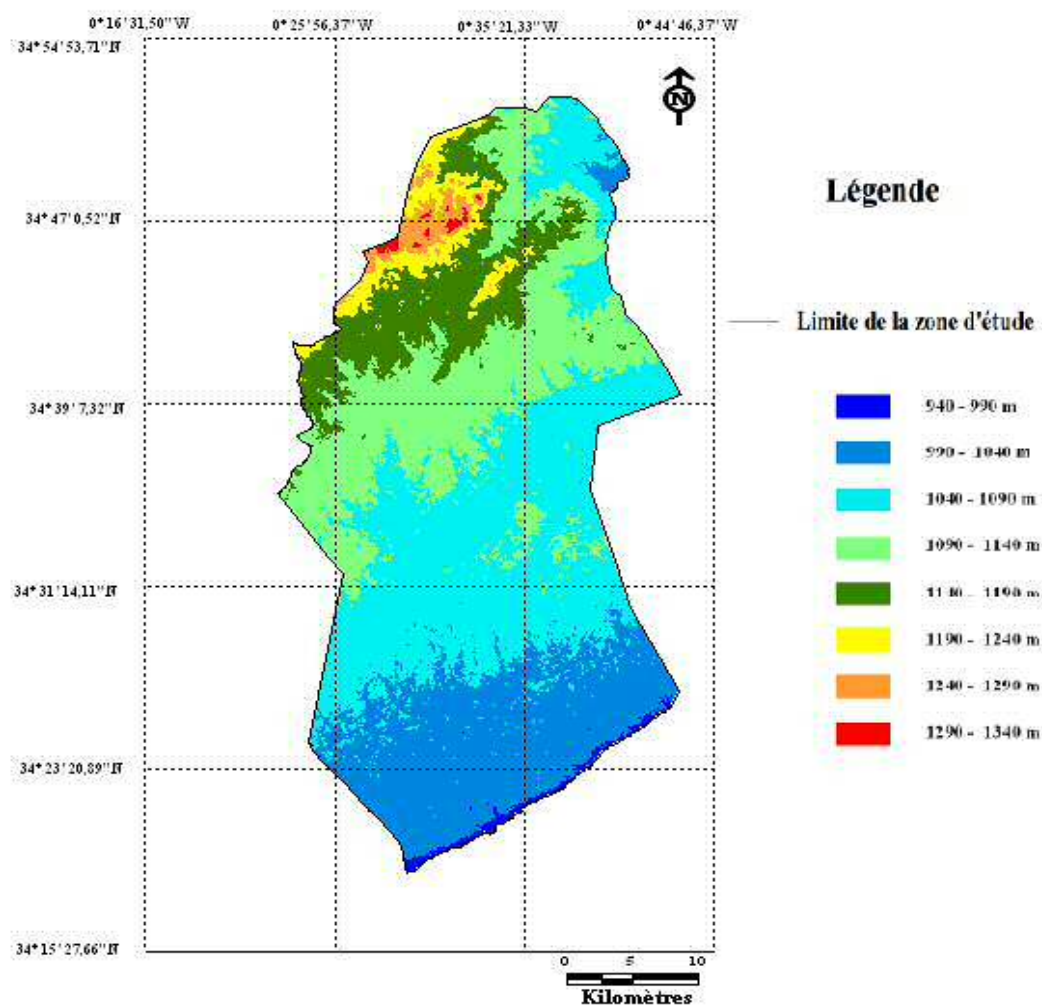 0°16'31,50''W 0°25'56,37''W 0°35'21,33''W 0°44'46,37''W
34°54'53,71''N
N
34°47'0,52''N
34°39'7,32''N
34°31'14,11''N
34°23'20,89''N
34°15'27,66''N
Légende
Limite de la zone d'étude
940 - 990 m
990 - 1040 m
1040 - 1090 m
1090 - 1140 m
1140 - 1190 m
1190 - 1240 m
1240 - 1290 m
1290 - 1340 m
0 5 10
Kilomètres